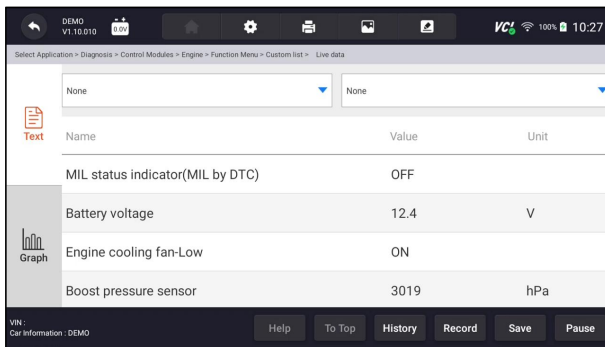 DEMO
V1.10.010
0.0V
VCI
100%
10:27
Select Application > Diagnosis > Control Modules > Engine > Function Menu > Custom list > Live data
None
None
Text
Name Value Unit
MIL status indicator(MIL by DTC) OFF
Battery voltage 12.4 V
Graph
Engine cooling fan-Low ON
Boost pressure sensor 3019 hPa
VIN :
Car Information : DEMO
Help To Top History Record Save Pause